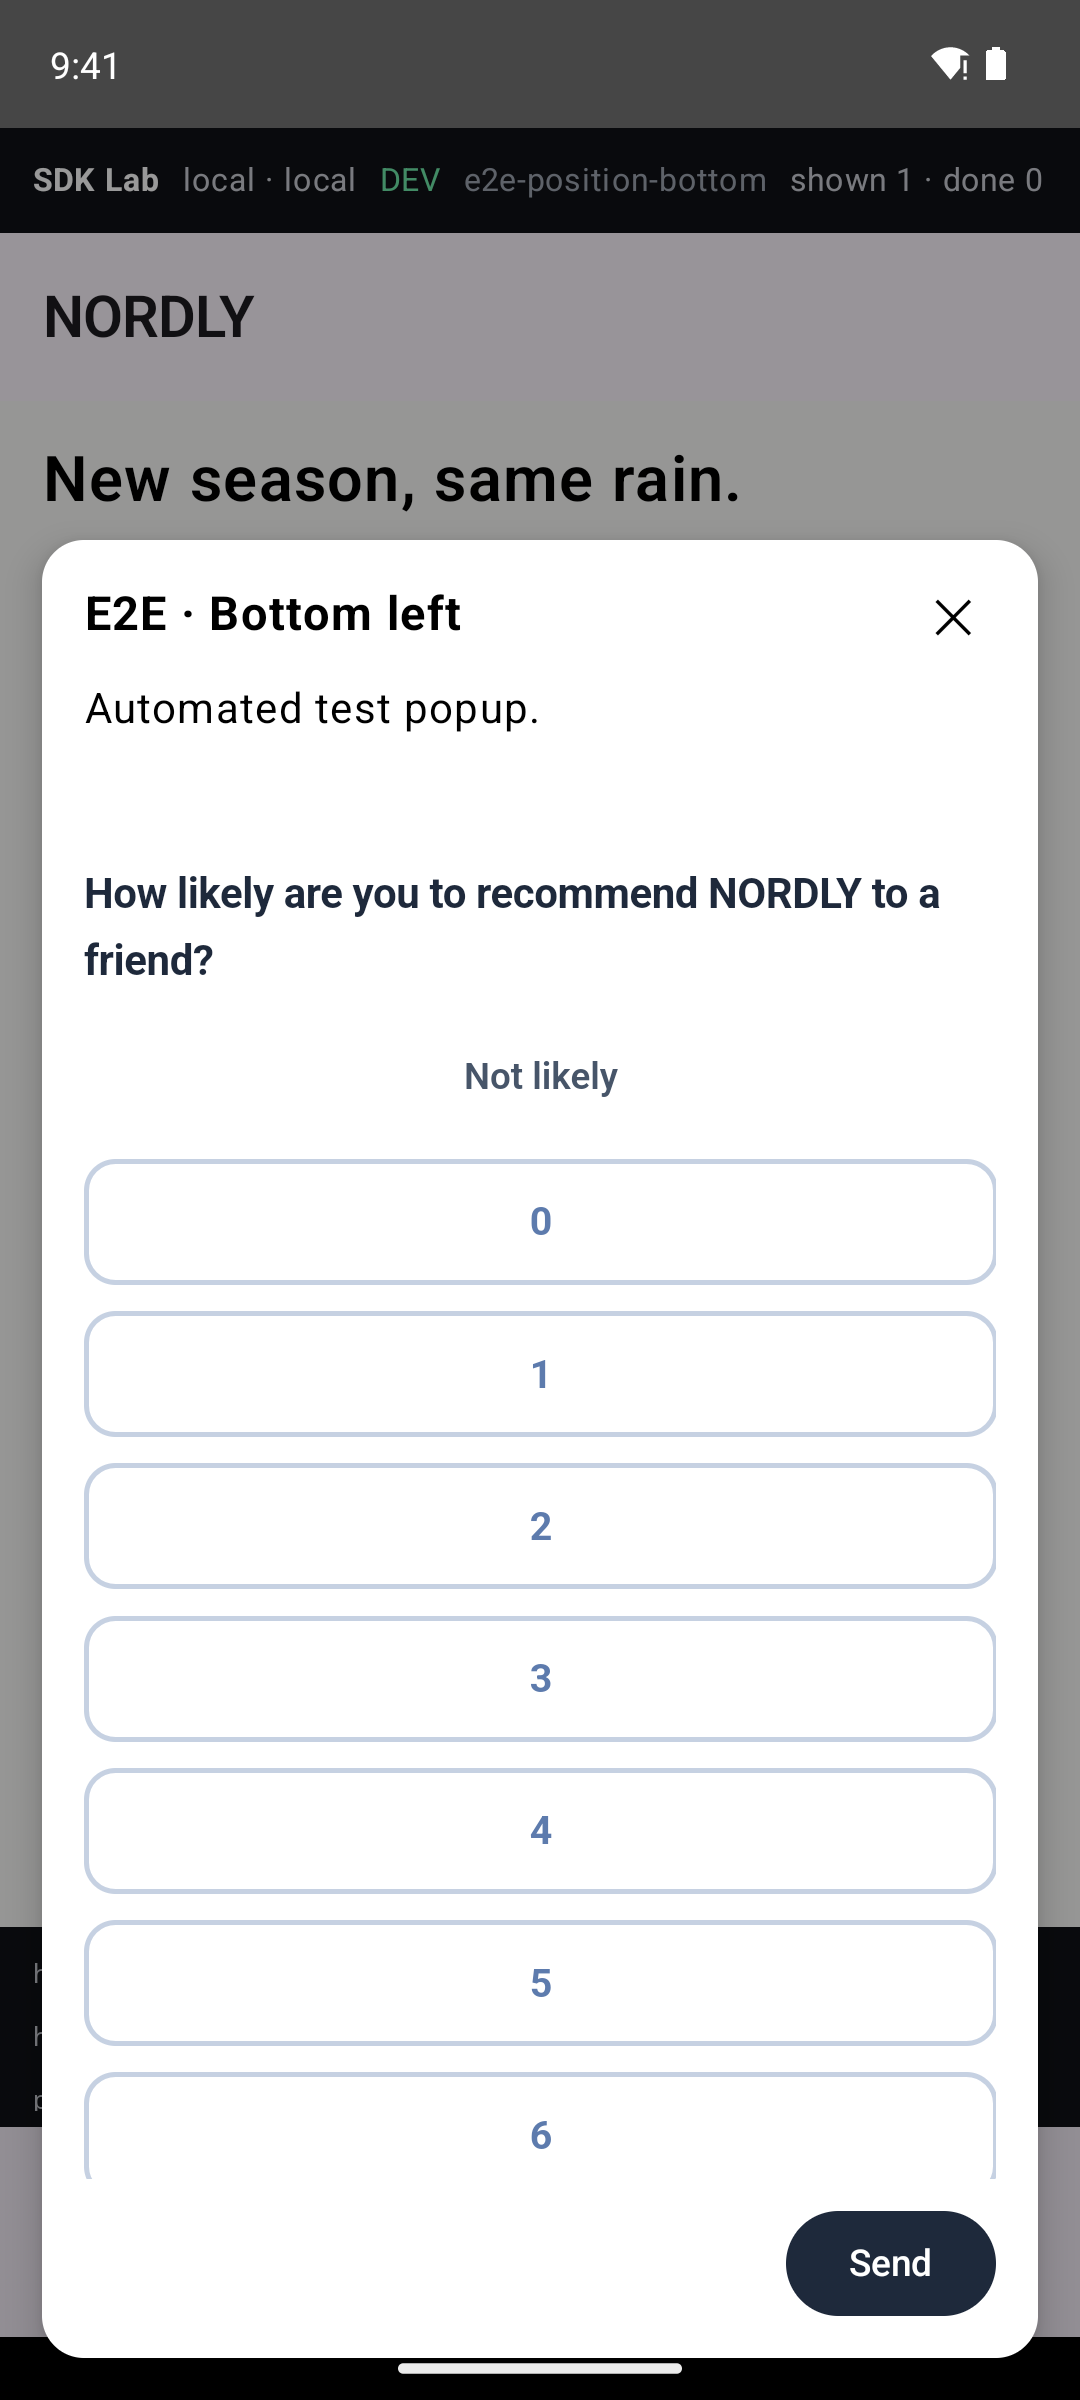 9:41
SDK Lab local · local DEV e2e-position-bottom shown 1 · done 0
NORDLY
New season, same rain.
E2E · Bottom left
Automated test popup.
How likely are you to recommend NORDLY to a
friend?
Not likely
0
1
2
3
4
5
6
Send